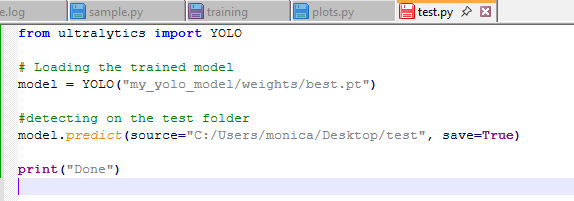 e.log sample.py training plots.py test.py
from ultralytics import YOLO
# Loading the trained model
model = YOLO("my_yolo_model/weights/best.pt")
#detecting on the test folder
model.predict(source="C:/Users/monica/Desktop/test", save=True)
print("Done")